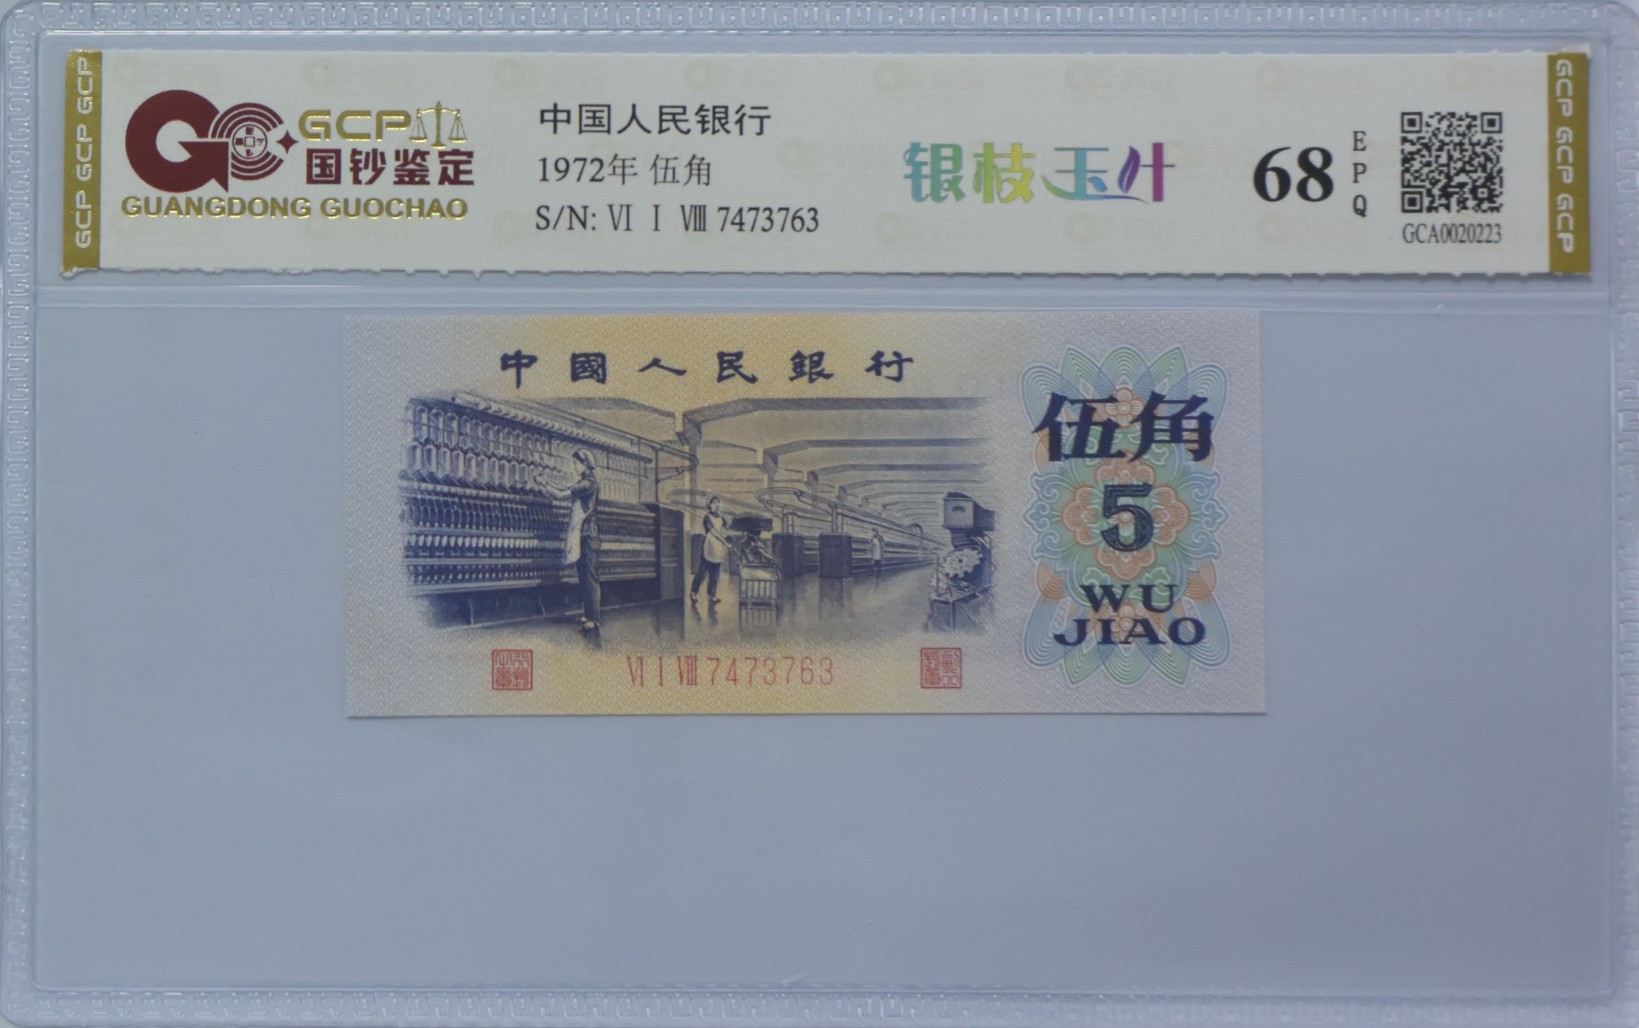 GCP GCP GCP
GCP
国钞鉴定
GUANGDONG GUOCHAO
中国人民银行
1972年 伍角
S/N: Ⅵ Ⅰ Ⅷ 7473763
银枝玉叶
68
EPQ
GCA0020223
GCP GCP GCP
中國人民銀行
伍角
5
WU
JIAO
Ⅵ Ⅰ Ⅷ 7473763